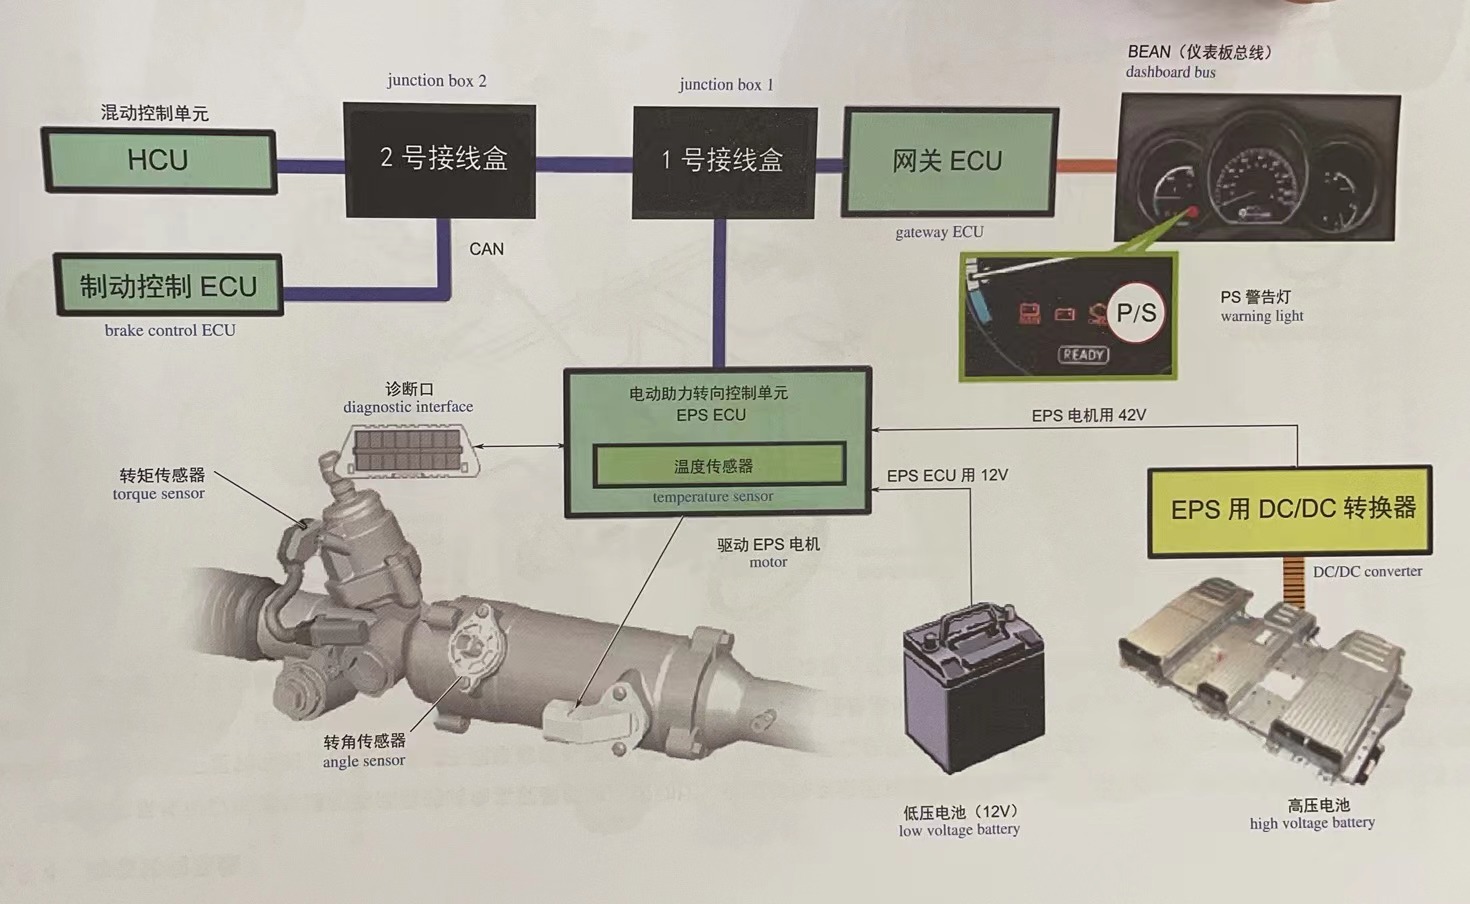 BEAN（仪表板总线）
dashboard bus
junction box 2
junction box 1
混动控制单元
HCU
2 号接线盒
1 号接线盒
网关 ECU
gateway ECU
CAN
制动控制 ECU
brake control ECU
P/S
READY
PS 警告灯
warning light
诊断口
diagnostic interface
电动助力转向控制单元
EPS ECU
温度传感器
temperature sensor
EPS 电机用 42V
EPS ECU 用 12V
转矩传感器
torque sensor
EPS 用 DC/DC 转换器
DC/DC converter
驱动 EPS 电机
motor
转角传感器
angle sensor
低压电池（12V）
low voltage battery
高压电池
high voltage battery